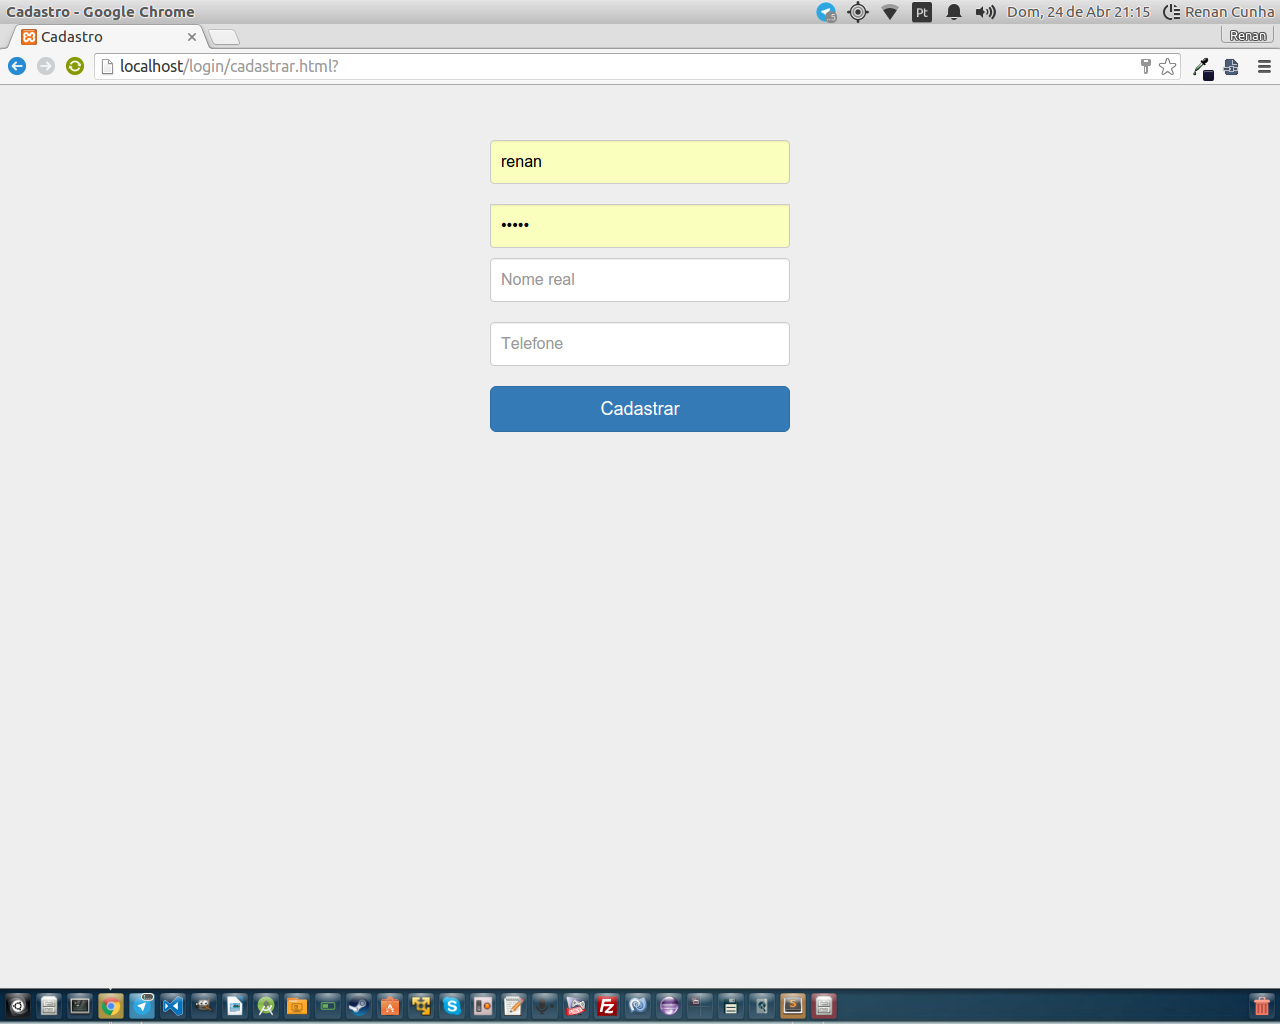 Cadastro - Google Chrome
Pt
Dom, 24 de Abr 21:15
Renan Cunha
Cadastro
Renan
localhost/login/cadastrar.html?
renan
•••••
Nome real
Telefone
Cadastrar